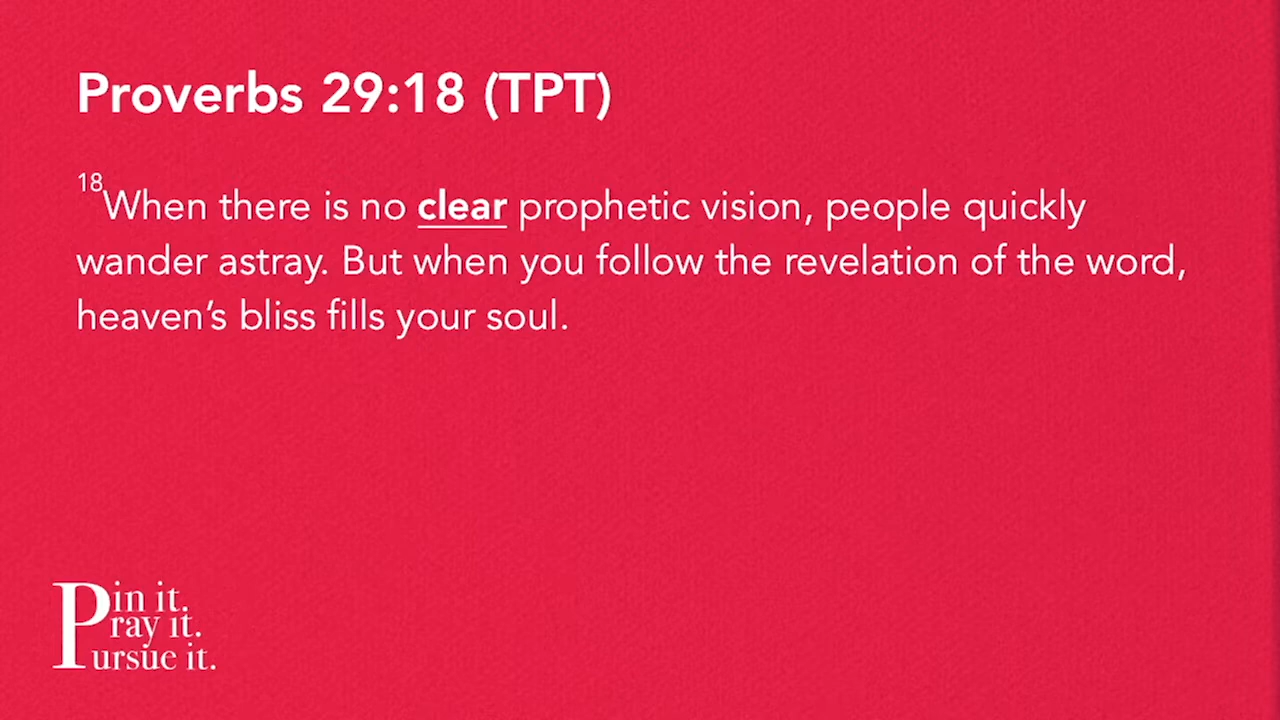 Proverbs 29:18 (TPT)
18When there is no clear prophetic vision, people quickly
wander astray. But when you follow the revelation of the word,
heaven’s bliss fills your soul.
Pin it.
Pray it.
Pursue it.